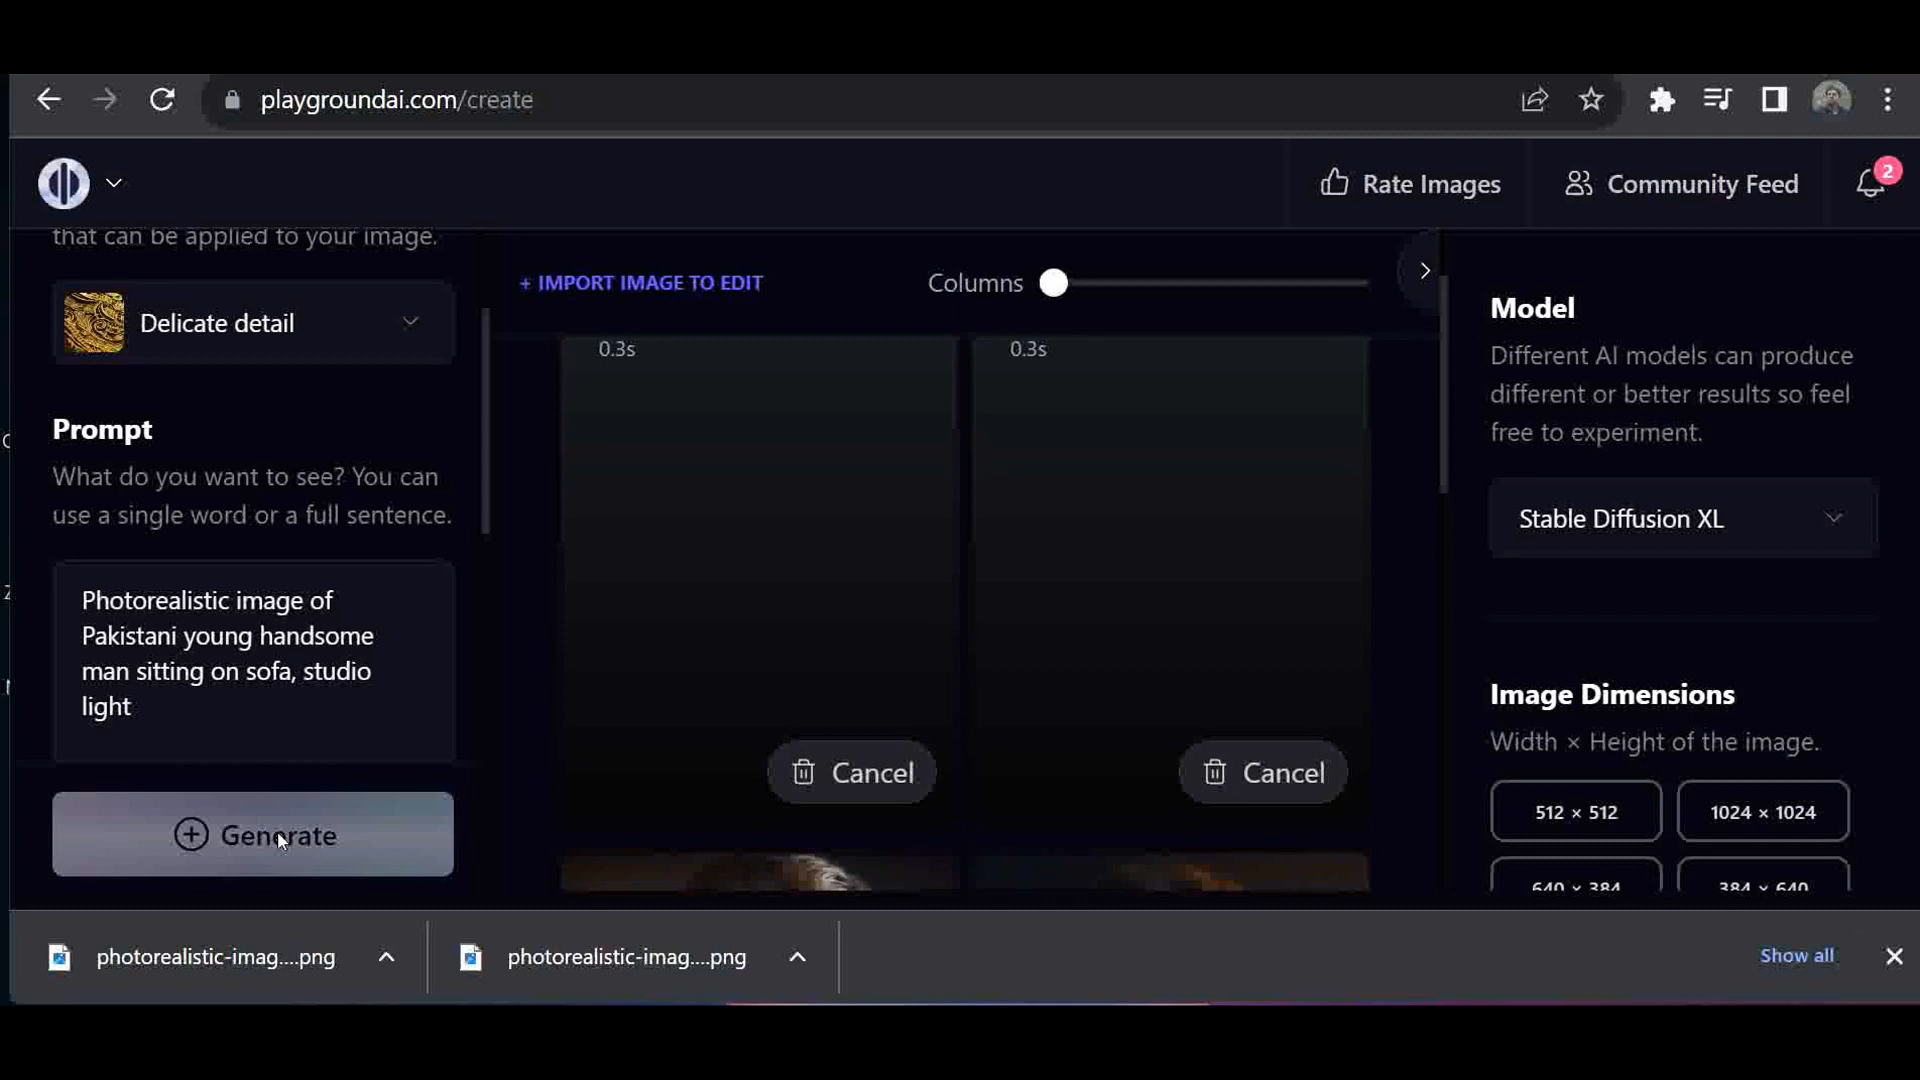 playgroundai.com/create
Rate Images
Community Feed
2
that can be applied to your image.
Delicate detail
Prompt
What do you want to see? You can
use a single word or a full sentence.
Photorealistic image of
Pakistani young handsome
man sitting on sofa, studio
light
Generate
+ IMPORT IMAGE TO EDIT
Columns
0.3s
0.3s
Cancel
Cancel
Model
Different AI models can produce
different or better results so feel
free to experiment.
Stable Diffusion XL
Image Dimensions
Width × Height of the image.
512 × 512
1024 × 1024
640 × 384
384 × 640
photorealistic-imag....png
photorealistic-imag....png
Show all